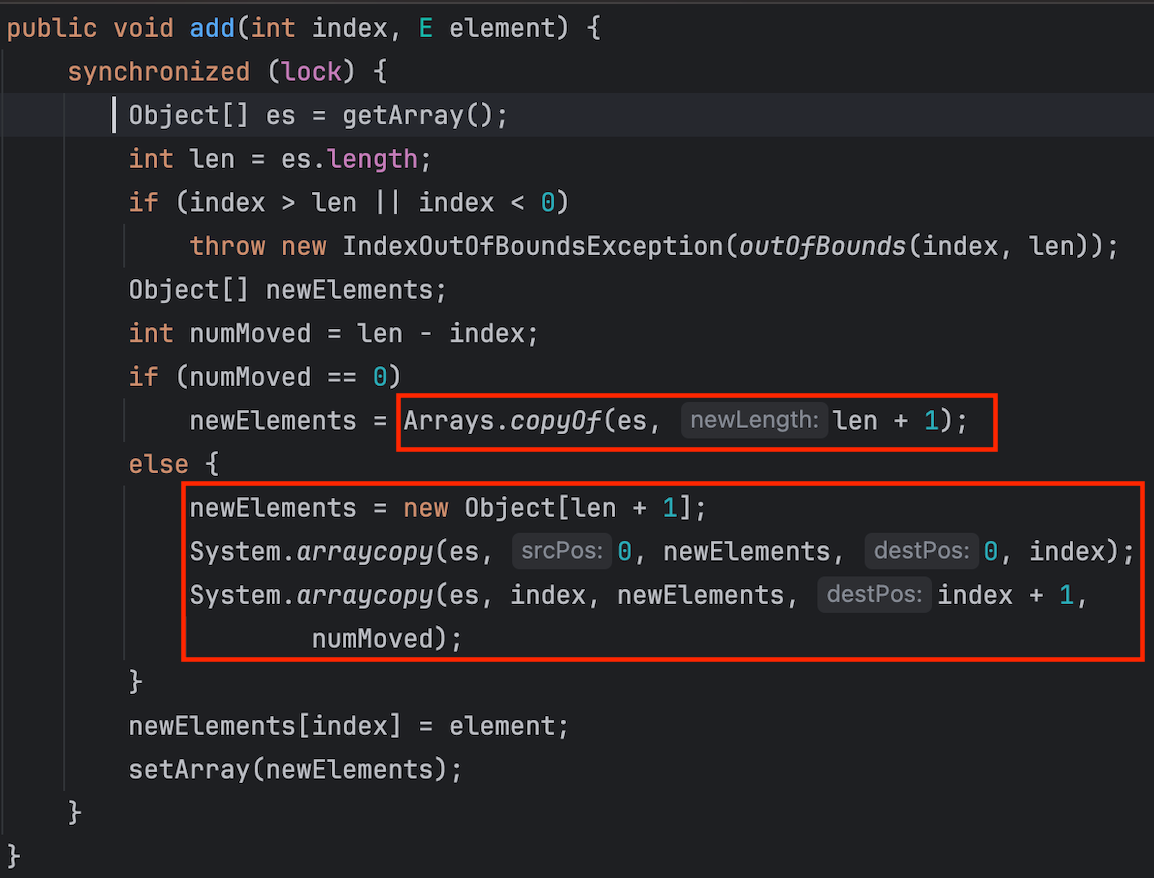 public void add(int index, E element) {
synchronized (lock) {
Object[] es = getArray();
int len = es.length;
if (index > len || index < 0)
throw new IndexOutOfBoundsException(outOfBounds(index, len));
Object[] newElements;
int numMoved = len - index;
if (numMoved == 0)
newElements = Arrays.copyOf(es, newLength: len + 1);
else {
newElements = new Object[len + 1];
System.arraycopy(es, srcPos: 0, newElements, destPos: 0, index);
System.arraycopy(es, index, newElements, destPos: index + 1,
numMoved);
}
newElements[index] = element;
setArray(newElements);
}
}